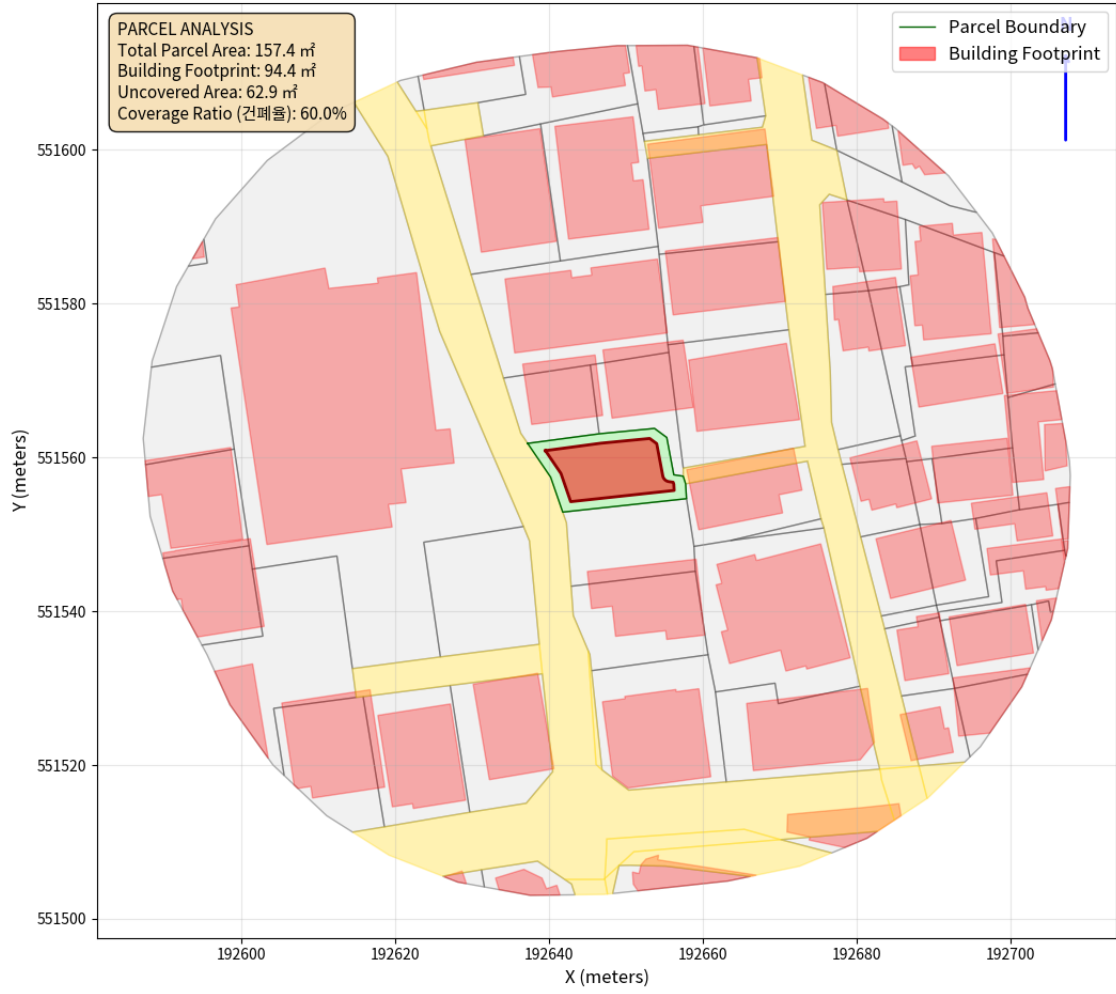 PARCEL ANALYSIS
Total Parcel Area: 157.4 ㎡
Building Footprint: 94.4 ㎡
Uncovered Area: 62.9 ㎡
Coverage Ratio (건폐율): 60.0%
Parcel Boundary
Building Footprint
N
551600
551580
551560
551540
551520
551500
Y (meters)
192600
192620
192640
192660
192680
192700
X (meters)